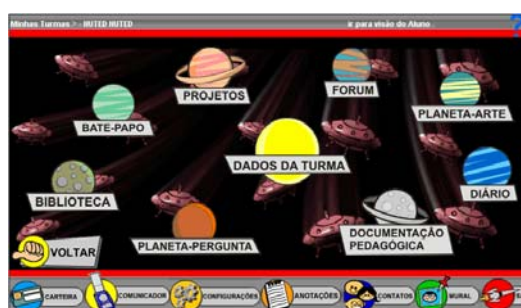 Minhas Turmas > - NUTED NUTED
ir para visão do Aluno .
?
PROJETOS
FORUM
PLANETA-ARTE
BATE-PAPO
DADOS DA TURMA
BIBLIOTECA
DIÁRIO
DOCUMENTAÇÃO
PEDAGÓGICA
PLANETA-PERGUNTA
VOLTAR
CARTEIRA
COMUNICADOR
CONFIGURAÇÕES
ANOTAÇÕES
CONTATOS
MURAL